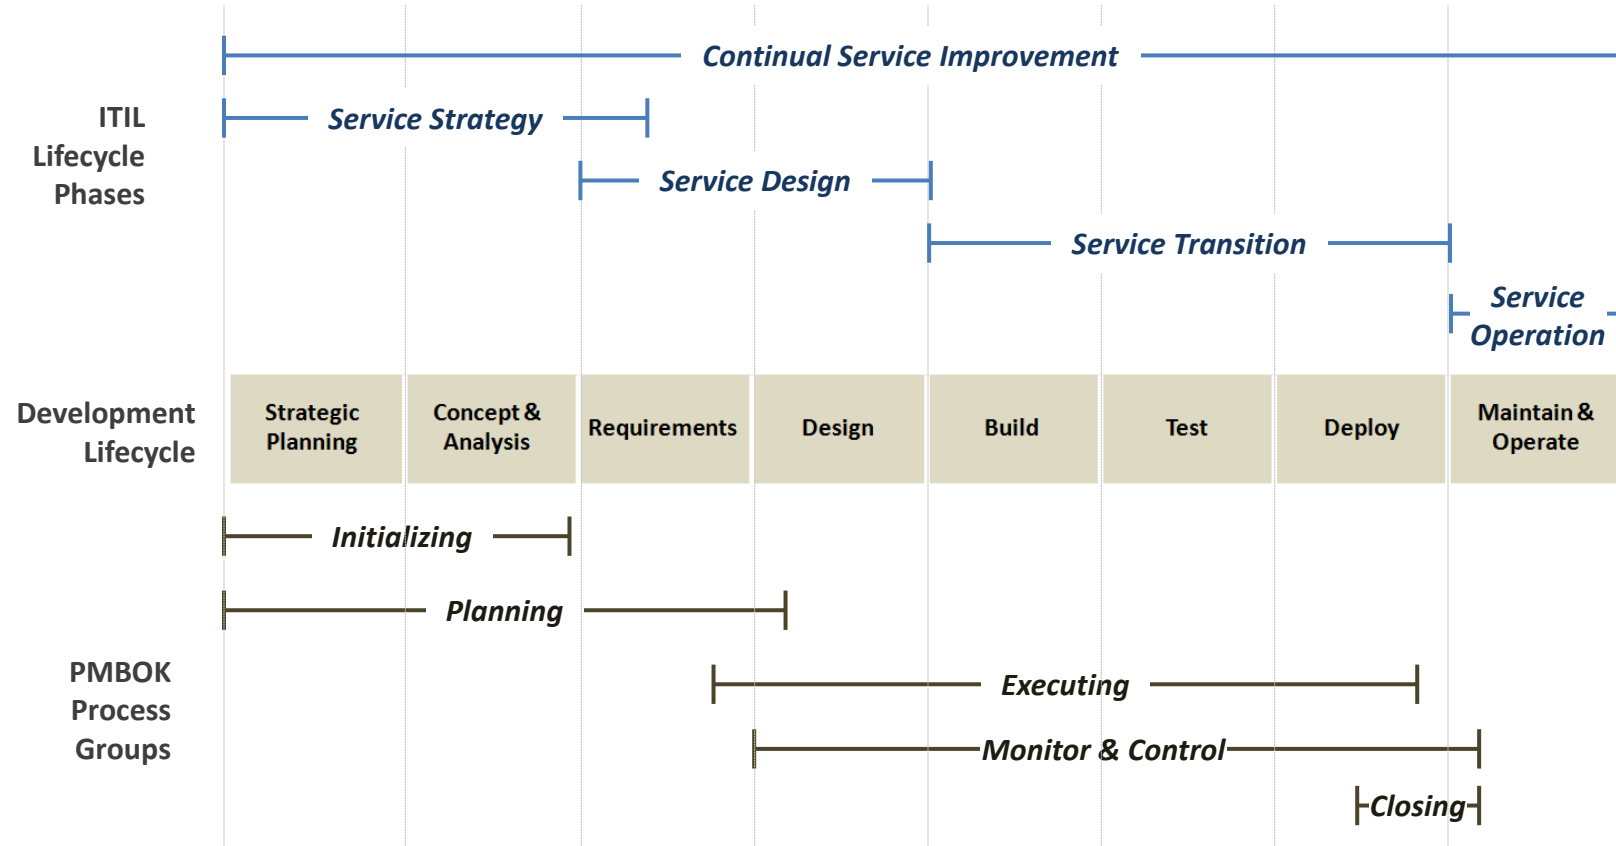 Continual Service Improvement
ITIL
Lifecycle
Phases
Service Strategy
Service Design
Service Transition
Service
Operation
Development
Lifecycle
Strategic
Planning
Concept &
Analysis
Requirements
Design
Build
Test
Deploy
Maintain &
Operate
Initializing
Planning
PMBOK
Process
Groups
Executing
Monitor & Control
Closing